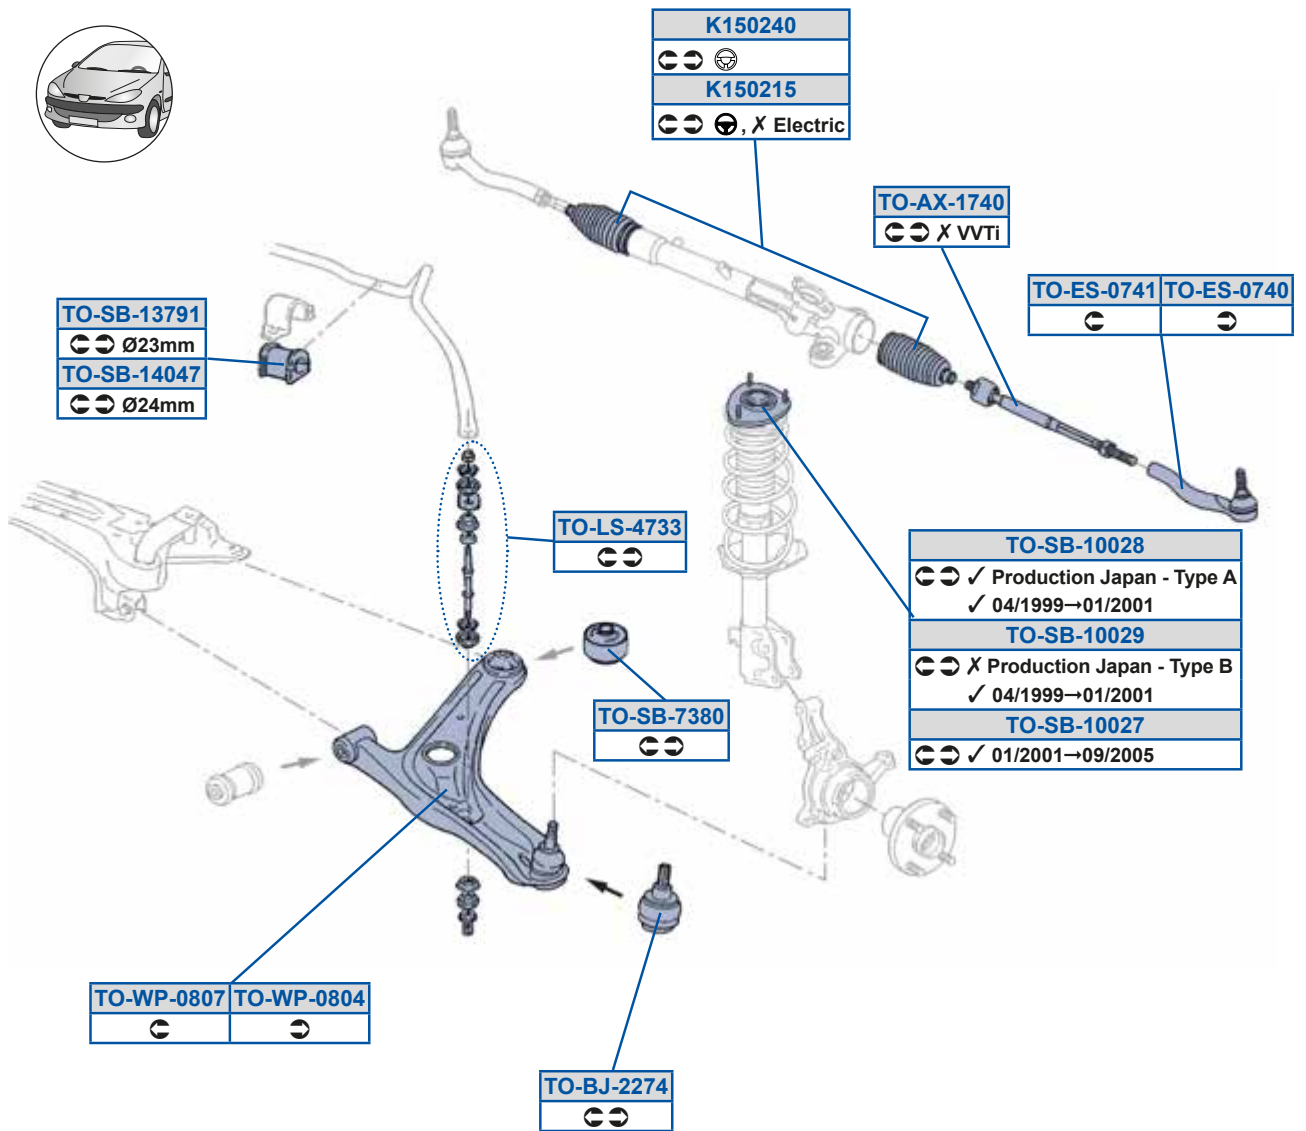 K150240
K150215
, ✗ Electric
TO-AX-1740
✗ VVTi
TO-ES-0741 TO-ES-0740
TO-SB-13791
Ø23mm
TO-SB-14047
Ø24mm
TO-LS-4733
TO-SB-10028
✓ Production Japan - Type A
✓ 04/1999→01/2001
TO-SB-10029
✗ Production Japan - Type B
✓ 04/1999→01/2001
TO-SB-10027
✓ 01/2001→09/2005
TO-SB-7380
TO-WP-0807 TO-WP-0804
TO-BJ-2274